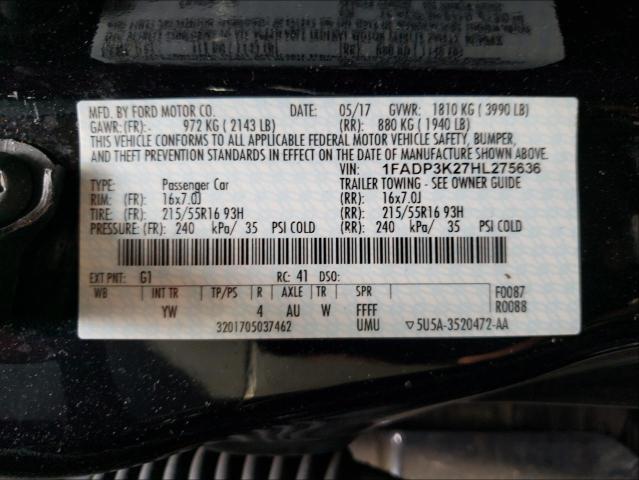 MFD. BY FORD MOTOR CO. DATE: 05/17 GVWR: 1810 KG ( 3990 LB)
GAWR: (FR): - 972 KG ( 2143 LB) (RR): 880 KG ( 1940 LB)
THIS VEHICLE CONFORMS TO ALL APPLICABLE FEDERAL MOTOR VEHICLE SAFETY, BUMPER,
AND THEFT PREVENTION STANDARDS IN EFFECT ON THE DATE OF MANUFACTURE SHOWN ABOVE.
VIN: 1FADP3K27HL275636
TYPE: Passenger Car TRAILER TOWING - SEE OWNER GUIDE
RIM: (FR): 16x7.0J (RR): 16x7.0J
TIRE: (FR): 215/55R16 93H (RR): 215/55R16 93H
PRESSURE: (FR): 240 kPa/ 35 PSI COLD (RR): 240 kPa/ 35 PSI COLD
EXT PNT: G1 RC: 41 DSO: F0087
WB INT TR TP/PS R AXLE TR SPR R0088
YW 4 AU W FFFF
3201705037462 UMU ▽5U5A-3520472-AA